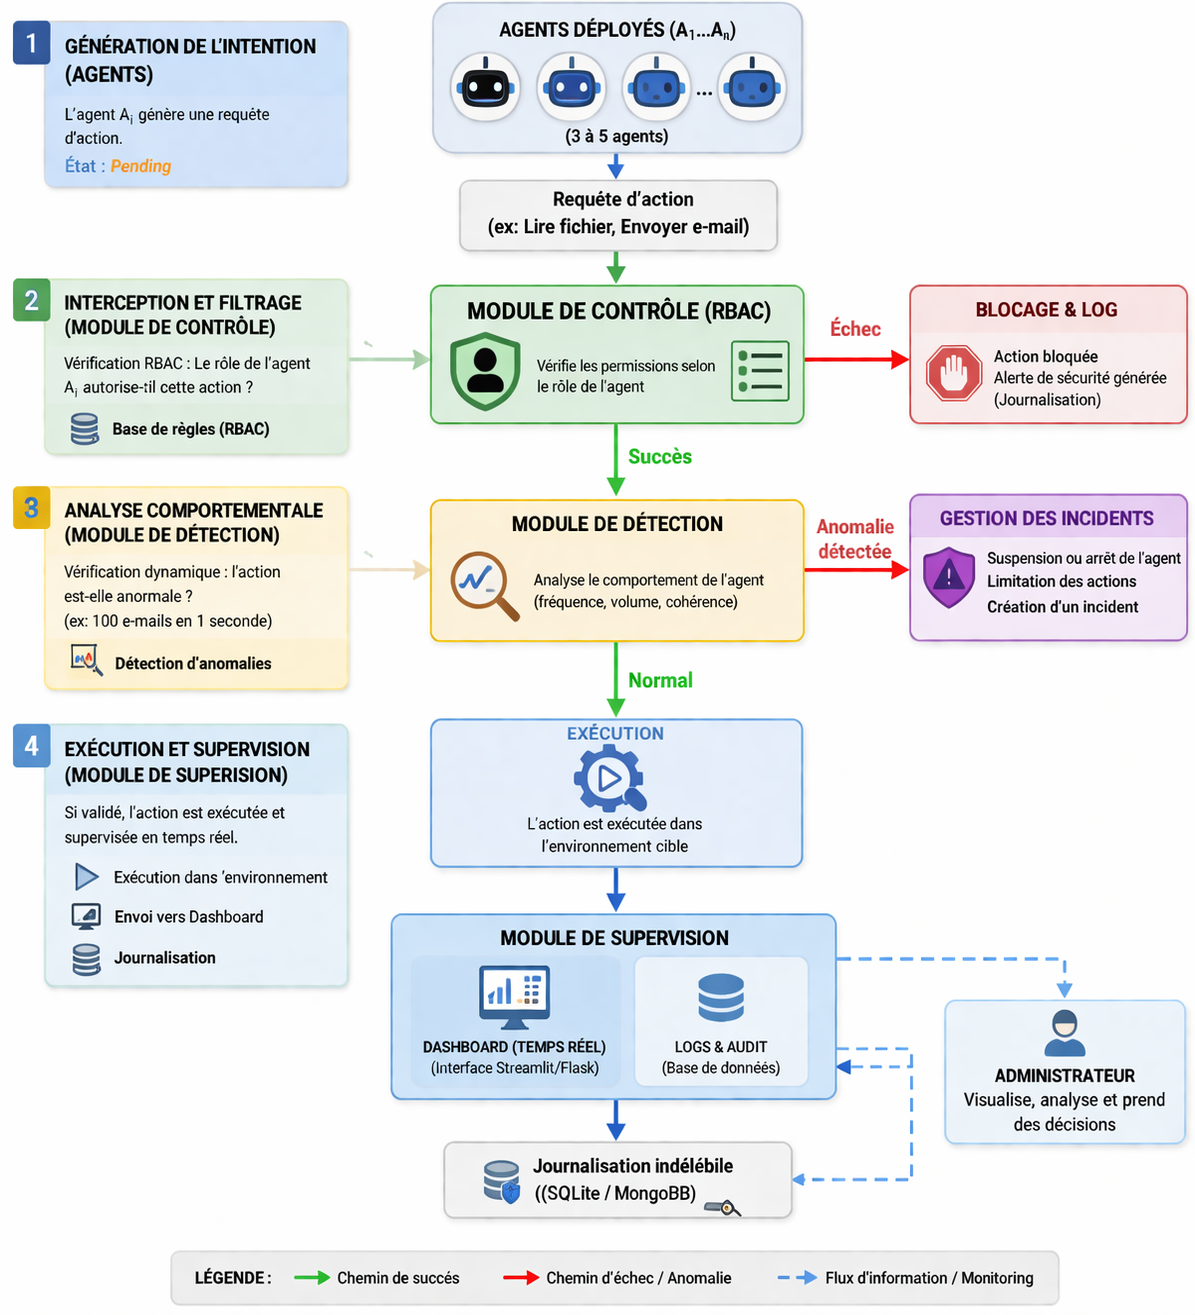 1
GÉNÉRATION DE L'INTENTION
(AGENTS)
L'agent Ai génère une requête
d'action.
État : Pending
AGENTS DÉPLOYÉS (A1...An)
...
(3 à 5 agents)
Requéte d'action
(ex: Lire fichier, Envoyer e-mail)
2
INTERCEPTION ET FILTRAGE
(MODULE DE CONTRÔLE)
Vérification RBAC : Le rôle de l'agent
Ai autorise-til cette action ?
Base de règles (RBAC)
MODULE DE CONTRÔLE (RBAC)
Vérifie les permissions selon
le rôle de l'agent
Échec
BLOCAGE & LOG
Action bloquée
Alerte de sécurité générée
(Journalisation)
Succès
3
ANALYSE COMPORTEMENTALE
(MODULE DE DÉTECTION)
Vérification dynamique : l'action
est-elle anormale ?
(ex: 100 e-mails en 1 seconde)
Détection d'anomalies
MODULE DE DÉTECTION
Analyse le comportement de l'agent
(fréquence, volume, cohérence)
Anomalie
détectée
GESTION DES INCIDENTS
Suspension ou arrêt de l'agent
Limitation des actions
Création d'un incident
Normal
4
EXÉCUTION ET SUPERVISION
(MODULE DE SUPERISION)
Si validé, l'action est exécutée et
supervisée en temps réel.
Exécution dans 'environnement
Envoi vers Dashboard
Journalisation
EXÉCUTION
L'action est exécutée dans
l'environnement cible
MODULE DE SUPERVISION
DASHBOARD (TEMPS RÉEL)
(Interface Streamlit/Flask)
LOGS & AUDIT
(Base de donnéés)
ADMINISTRATEUR
Visualise, analyse et prend
des décisions
Journalisation indélébile
((SQLite / MongoBB)
LÉGENDE :
Chemin de succés
Chemin d'échec / Anomalie
Flux d'information / Monitoring